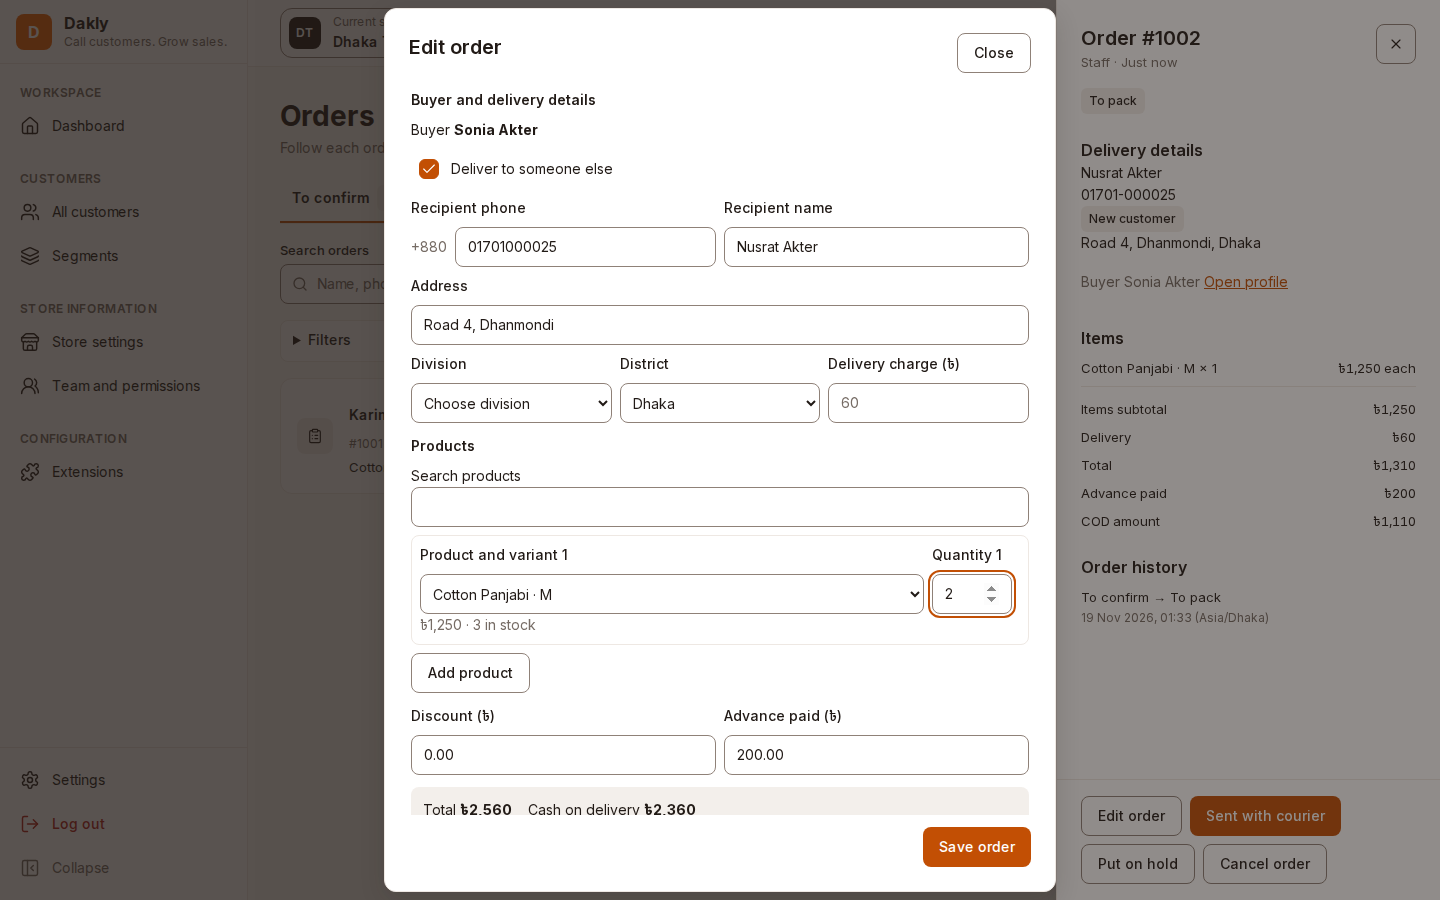 D
Dakly
Call customers. Grow sales.
WORKSPACE
Dashboard
CUSTOMERS
All customers
Segments
STORE INFORMATION
Store settings
Team and permissions
CONFIGURATION
Extensions
Settings
Log out
Collapse
DT
Current s
Dhaka
Orders
Follow each ord
To confirm
Search orders
Name, pho
Filters
Karim
#1001
Cotto
Edit order
Close
Buyer and delivery details
Buyer Sonia Akter
Deliver to someone else
Recipient phone
Recipient name
+880
01701000025
Nusrat Akter
Address
Road 4, Dhanmondi
Division
District
Delivery charge (৳)
Choose division
Dhaka
60
Products
Search products
Product and variant 1
Quantity 1
Cotton Panjabi · M
2
৳1,250 · 3 in stock
Add product
Discount (৳)
Advance paid (৳)
0.00
200.00
Total ৳2,560 Cash on delivery ৳2,360
Save order
Order #1002
Staff · Just now
To pack
Delivery details
Nusrat Akter
01701-000025
New customer
Road 4, Dhanmondi, Dhaka
Buyer Sonia Akter Open profile
Items
Cotton Panjabi · M × 1 ৳1,250 each
Items subtotal ৳1,250
Delivery ৳60
Total ৳1,310
Advance paid ৳200
COD amount ৳1,110
Order history
To confirm → To pack
19 Nov 2026, 01:33 (Asia/Dhaka)
Edit order
Sent with courier
Put on hold
Cancel order